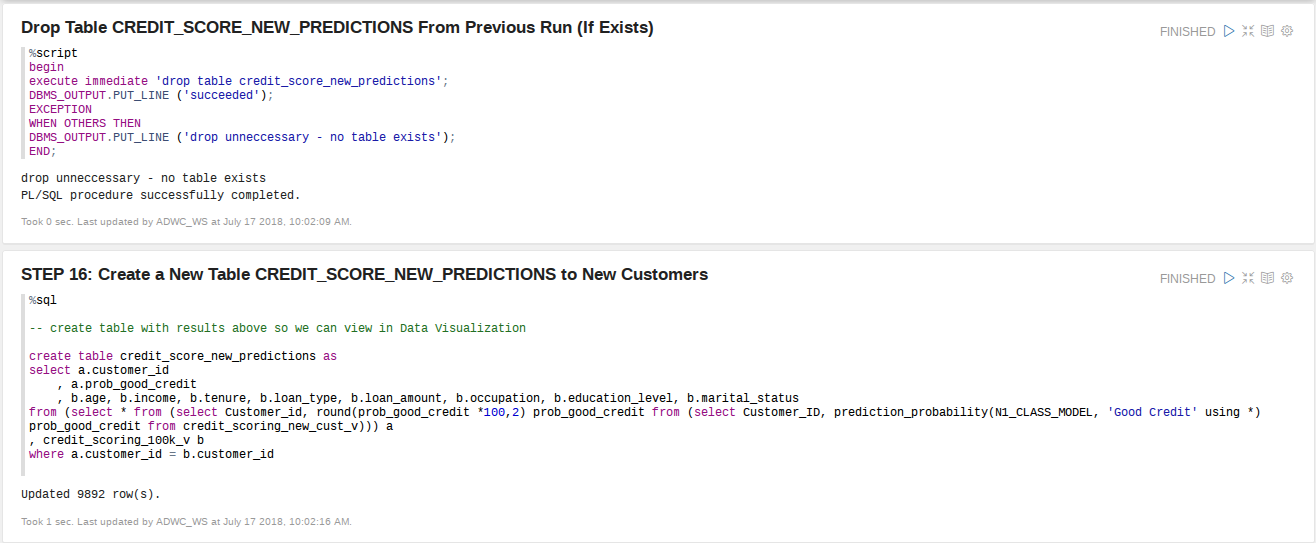 Drop Table CREDIT_SCORE_NEW_PREDICTIONS From Previous Run (If Exists)
FINISHED
%script
begin
execute immediate 'drop table credit_score_new_predictions';
DBMS_OUTPUT.PUT_LINE ('succeeded');
EXCEPTION
WHEN OTHERS THEN
DBMS_OUTPUT.PUT_LINE ('drop unneccessary - no table exists');
END;
drop unneccessary - no table exists
PL/SQL procedure successfully completed.
Took 0 sec. Last updated by ADWC_WS at July 17 2018, 10:02:09 AM.
STEP 16: Create a New Table CREDIT_SCORE_NEW_PREDICTIONS to New Customers
FINISHED
%sql
-- create table with results above so we can view in Data Visualization
create table credit_score_new_predictions as
select a.customer_id
, a.prob_good_credit
, b.age, b.income, b.tenure, b.loan_type, b.loan_amount, b.occupation, b.education_level, b.marital_status
from (select * from (select Customer_id, round(prob_good_credit *100,2) prob_good_credit from (select Customer_ID, prediction_probability(N1_CLASS_MODEL, 'Good Credit' using *)
prob_good_credit from credit_scoring_new_cust_v))) a
, credit_scoring_100k_v b
where a.customer_id = b.customer_id
Updated 9892 row(s).
Took 1 sec. Last updated by ADWC_WS at July 17 2018, 10:02:16 AM.